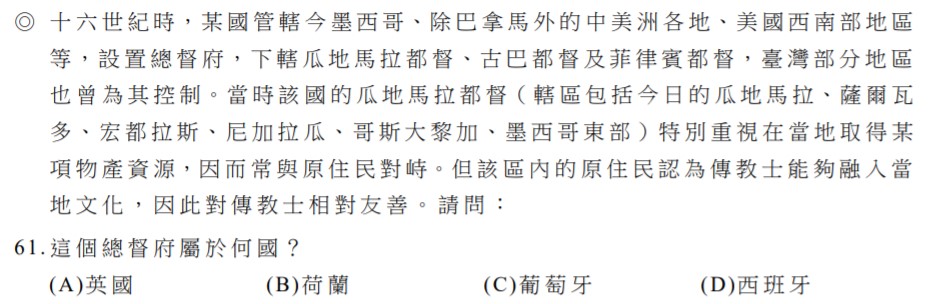 ◎ 十六世紀時，某國管轄今墨西哥、除巴拿馬外的中美洲各地、美國西南部地區
等，設置總督府，下轄瓜地馬拉都督、古巴都督及菲律賓都督，臺灣部分地區
也曾為其控制。當時該國的瓜地馬拉都督（轄區包括今日的瓜地馬拉、薩爾瓦
多、宏都拉斯、尼加拉瓜、哥斯大黎加、墨西哥東部）特別重視在當地取得某
項物產資源，因而常與原住民對峙。但該區內的原住民認為傳教士能夠融入當
地文化，因此對傳教士相對友善。請問：
61.這個總督府屬於何國？
(A)英國 (B)荷蘭 (C)葡萄牙 (D)西班牙